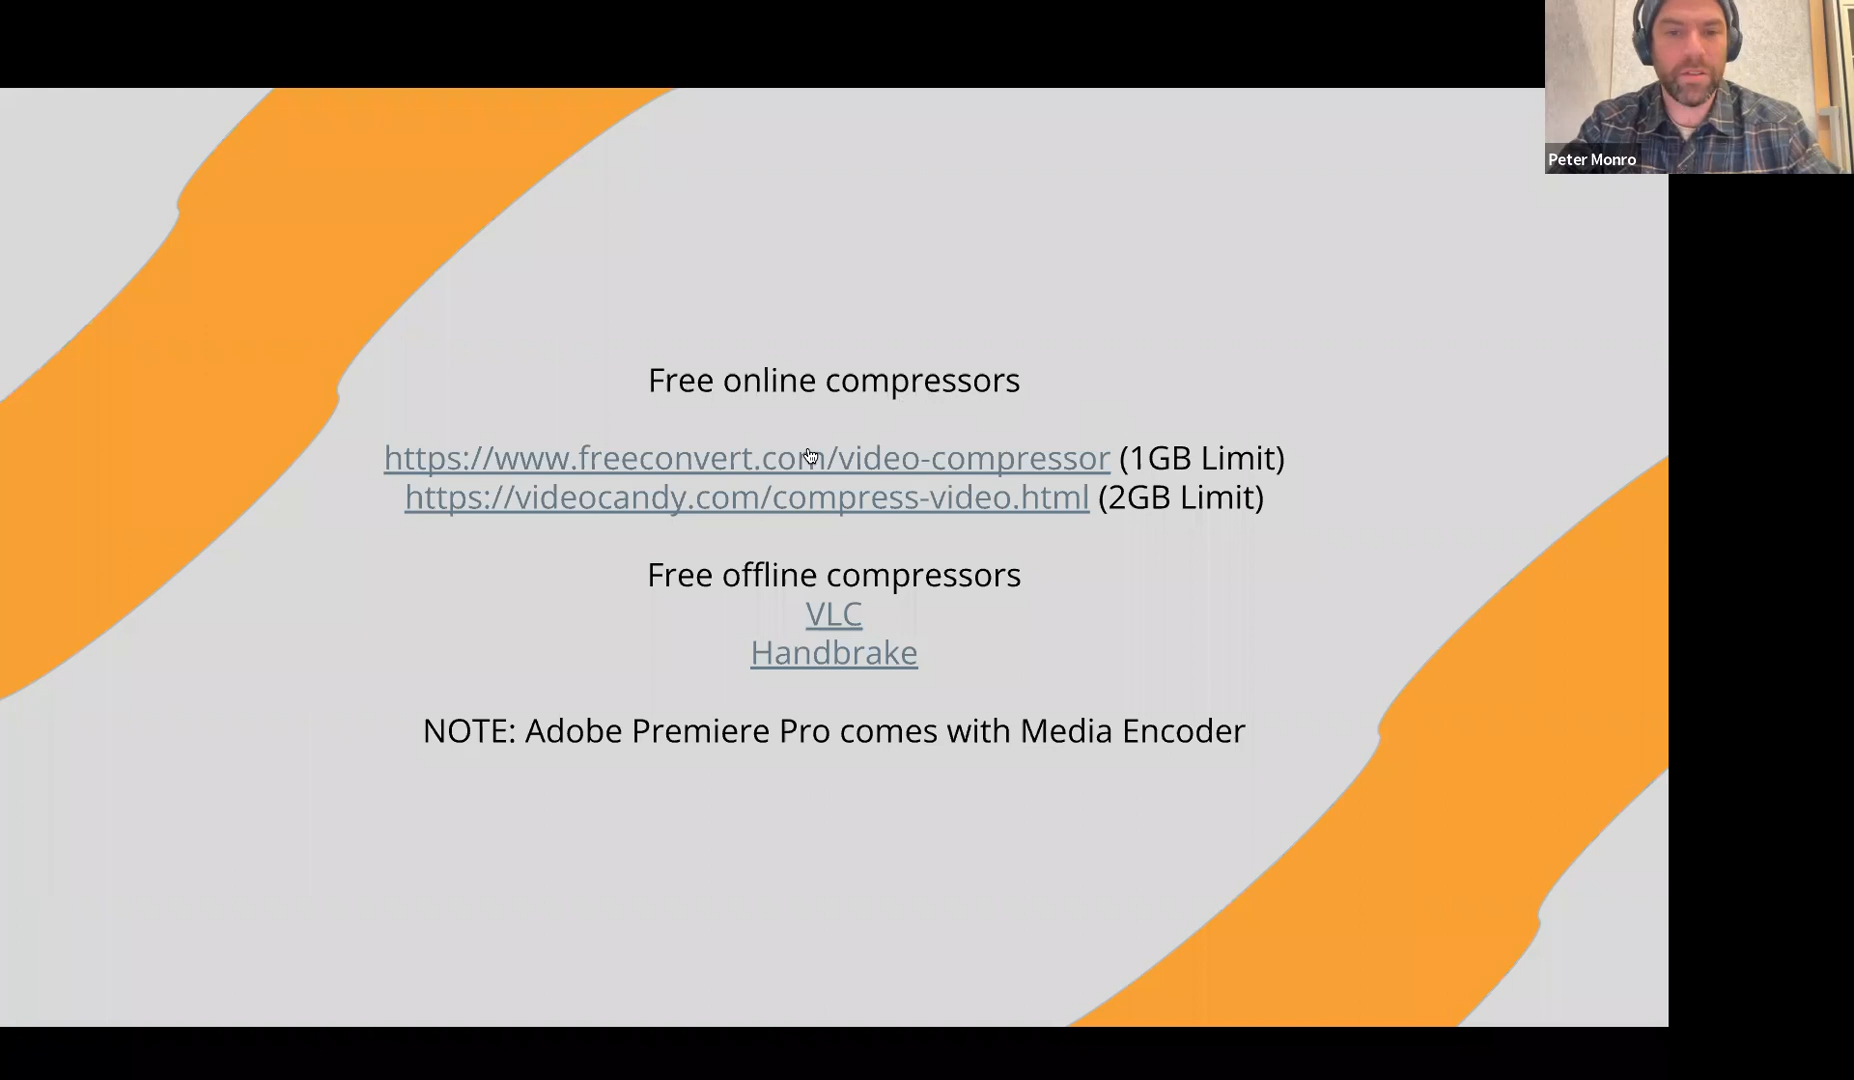 Peter Monro
Free online compressors
https://www.freeconvert.com/video-compressor (1GB Limit)
https://videocandy.com/compress-video.html (2GB Limit)
Free offline compressors
VLC
Handbrake
NOTE: Adobe Premiere Pro comes with Media Encoder